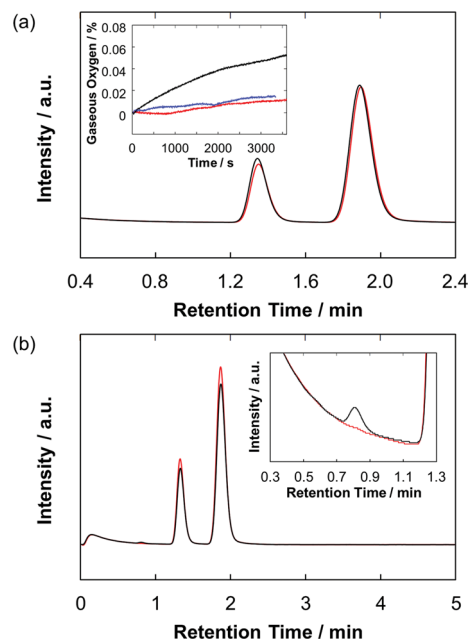 (a)
Intensity / a.u.
Gaseous Oxygen / %
0.08
0.06
0.04
0.02
0
0 1000 2000 3000
Time / s
0.4 0.8 1.2 1.6 2.0 2.4
Retention Time / min
(b)
Intensity / a.u.
Intensity / a.u.
0.3 0.5 0.7 0.9 1.1 1.3
Retention Time / min
0 1 2 3 4 5
Retention Time / min